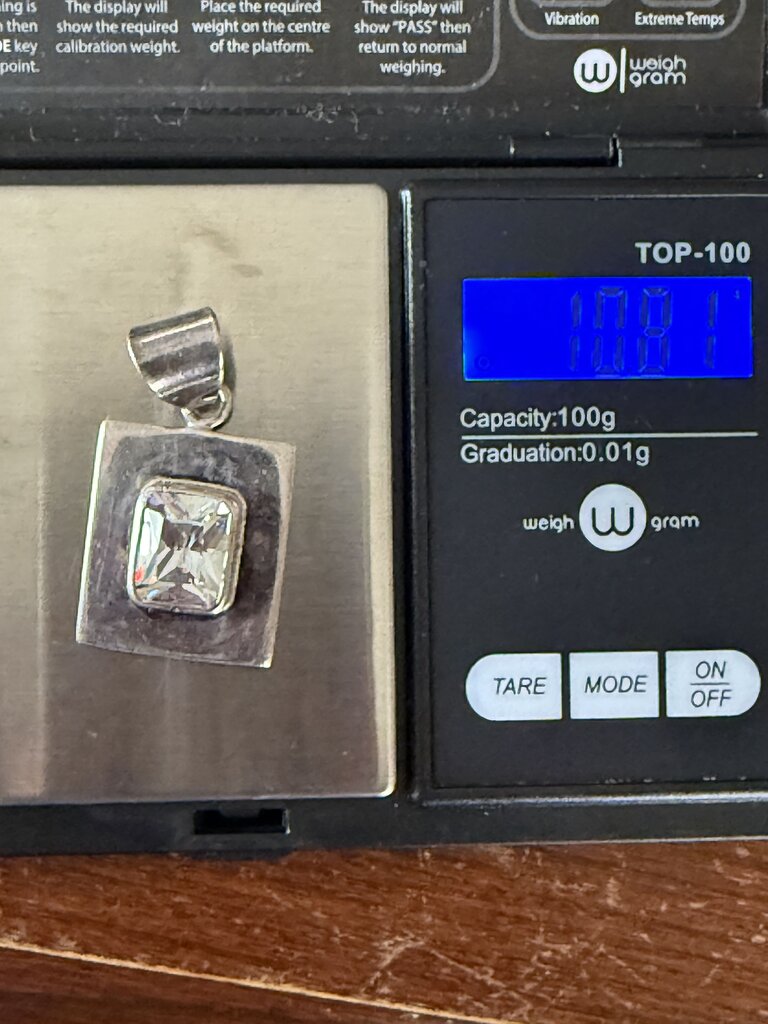 ing is
n then
DE key
point.
The display will
show the required
calibration weight.
Place the required
weight on the centre
of the platform.
The display will
show "PASS" then
return to normal
weighing.
Vibration
Extreme Temps
W weigh
gram
TOP-100
Capacity:100g
Graduation:0.01g
weigh W gram
TARE
MODE
ON
OFF